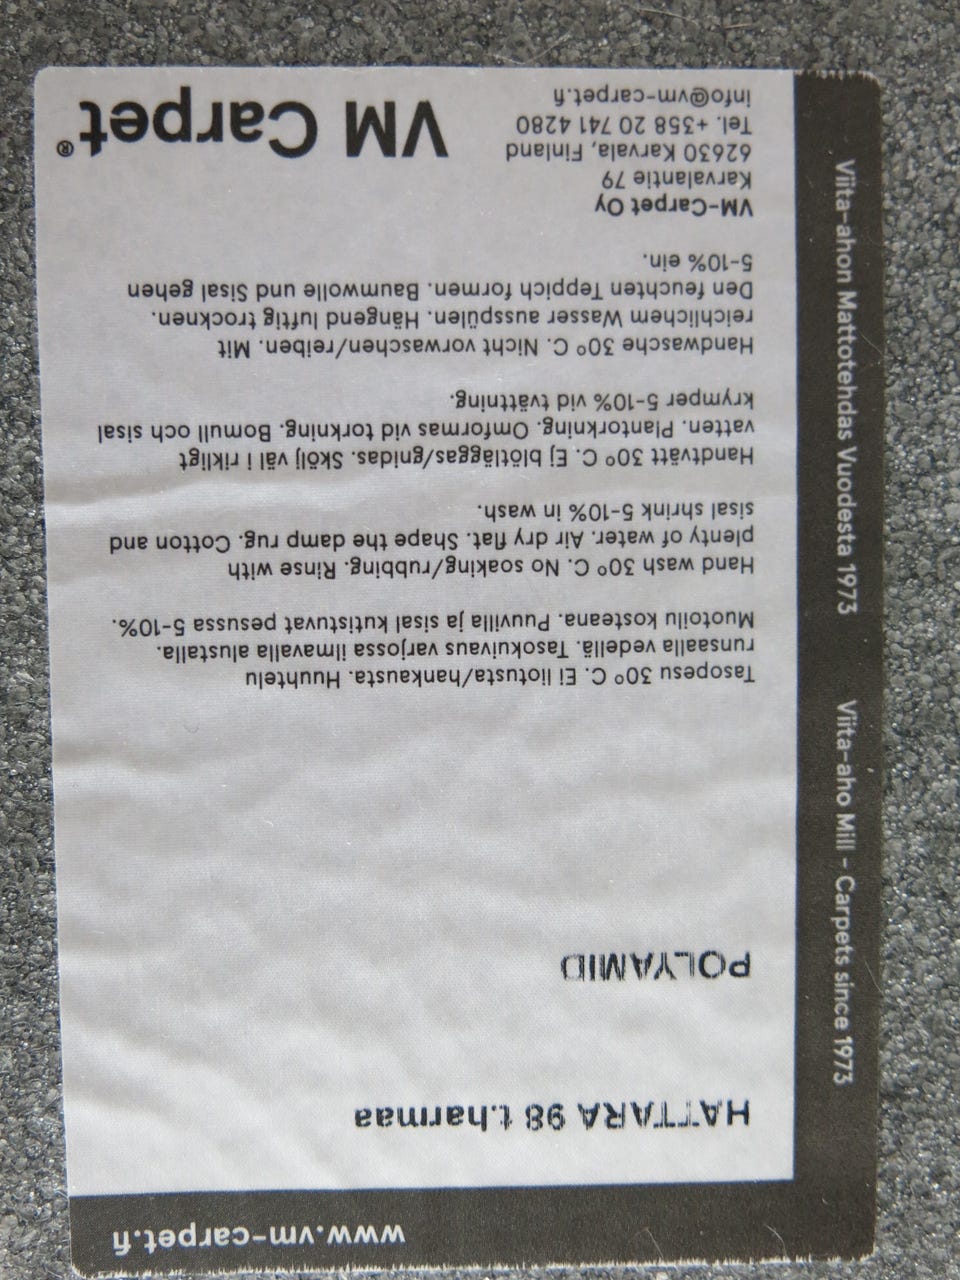 www.vm-carpet.fi
HATTARA 98 t.harmaa
POLYAMID
Tasopesu 30° C. Ei liotusta/hankausta. Huuhtelu
runsaalla vedellä. Tasokuivaus varjossa ilmavalla alustalla.
Muotoilu kosteana. Puuvilla ja sisal kutistuvat pesussa 5-10%.
Hand wash 30° C. No soaking/rubbing. Rinse with
plenty of water. Air dry flat. Shape the damp rug. Cotton and
sisal shrink 5-10% in wash.
Handtvätt 30° C. Ej blötläggas/gnidas. Skölj väl i rikligt
vatten. Plantorkning. Omformas vid torkning. Bomull och sisal
krymper 5-10% vid tvättning.
Handwasche 30° C. Nicht vorwaschen/reiben. Mit
reichlichem Wasser ausspülen. Hängend luftig trocknen.
Den feuchten Teppich formen. Baumwolle und Sisal gehen
5-10% ein.
VM-Carpet Oy
Karvalantie 79
62630 Karvala, Finland
Tel. +358 20 741 4280
info@vm-carpet.fi
VM Carpet®
Viita-ahon Mattotehdas Vuodesta 1973
Viita-aho Mill - Carpets since 1973